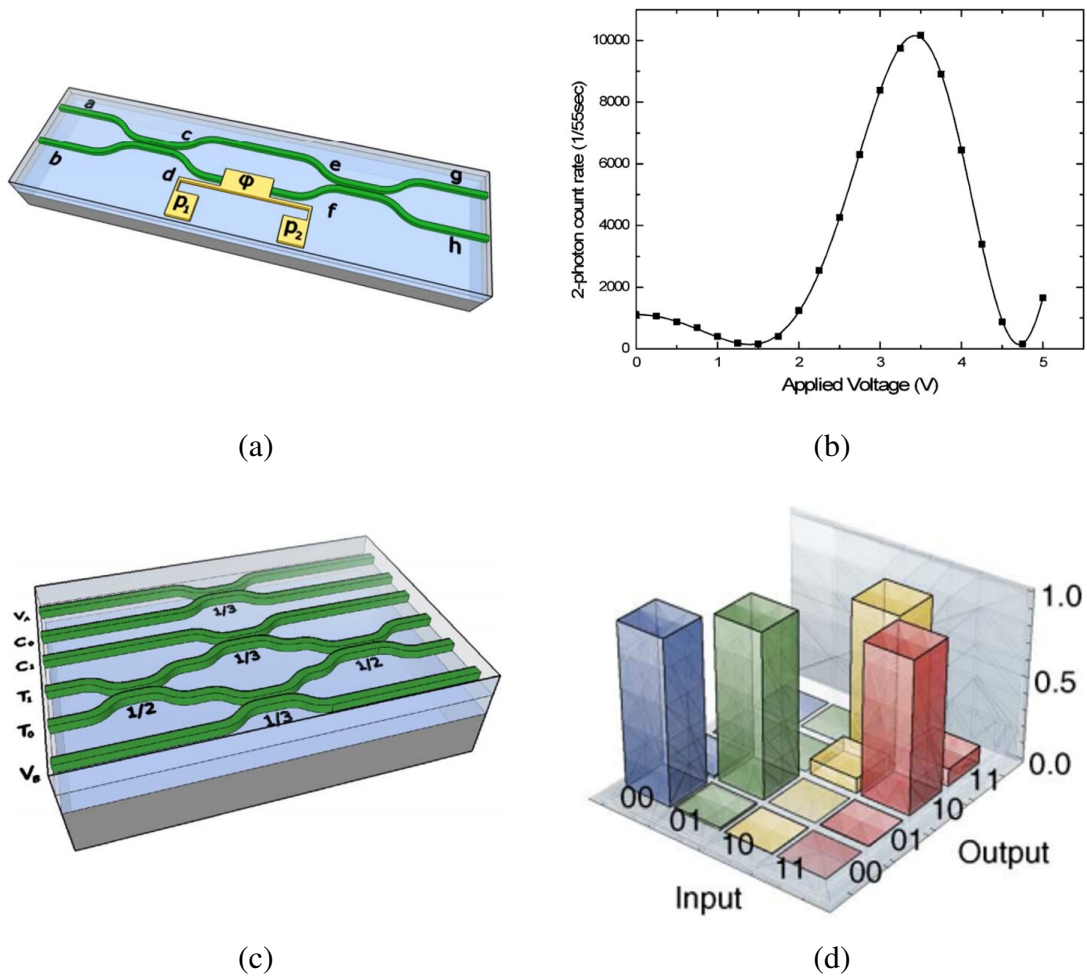 a
b
c
d
e
f
g
h
φ
P₁
P₂
(a)
2-photon count rate (1/55sec)
10000
8000
6000
4000
2000
0
0 1 2 3 4 5
Applied Voltage (V)
(b)
V_A
C₀
C₁
T₁
T₀
V_B
1/3
1/3
1/2
1/2
1/3
(c)
1.0
0.5
0.0
00
01
10
11
Input
00
01
10
11
Output
(d)